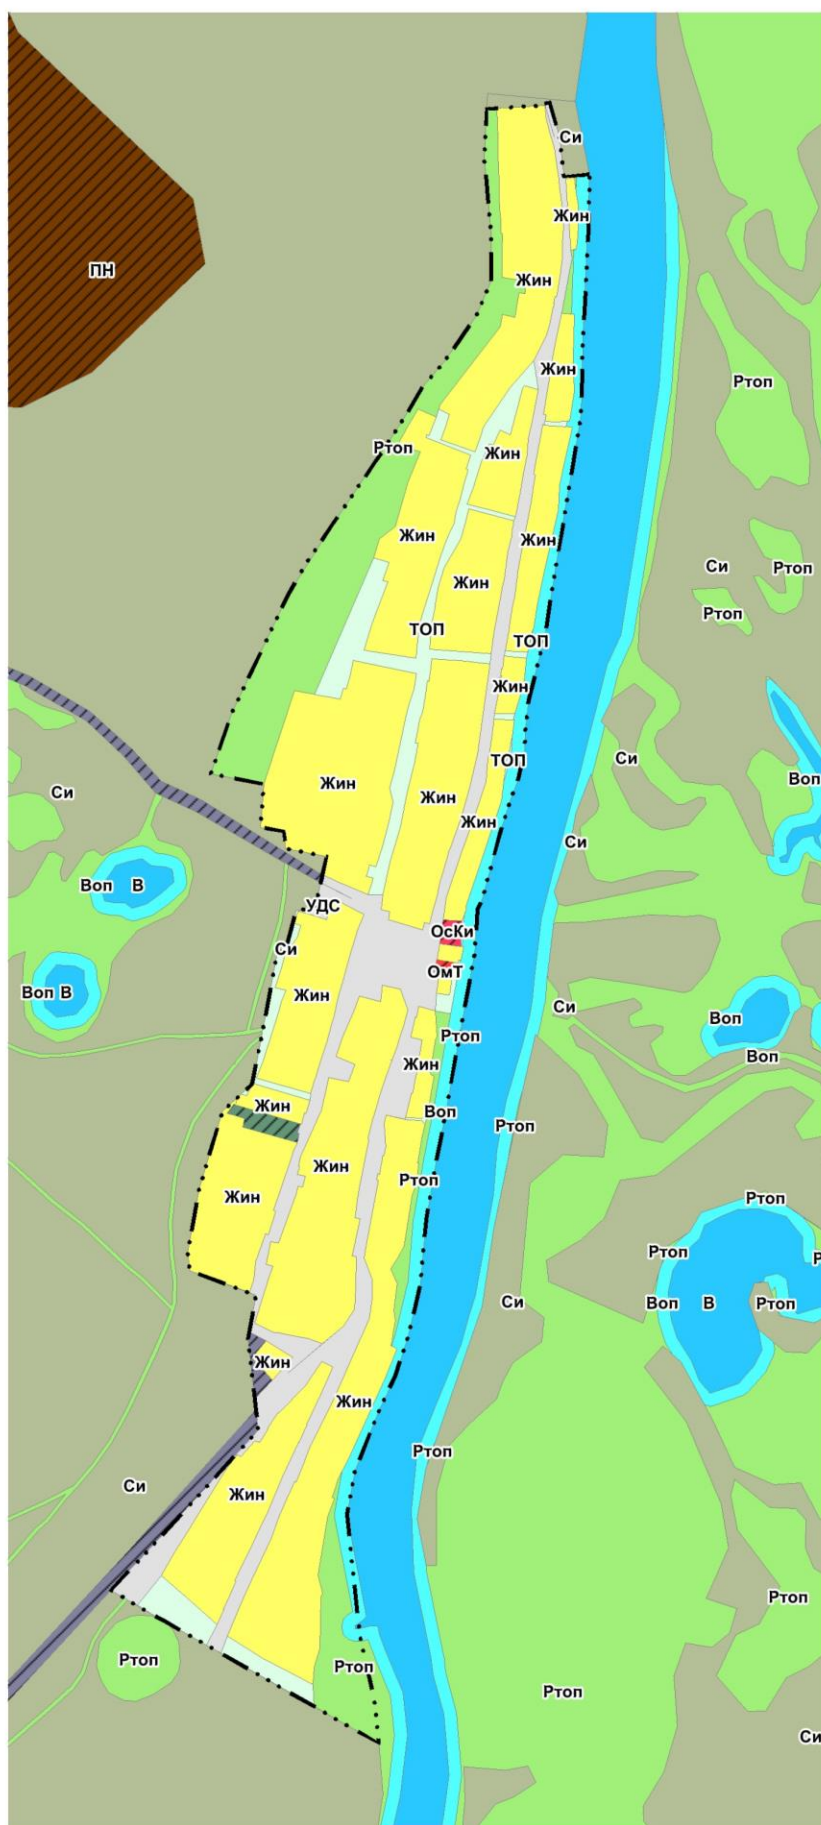 Си
Жин
ПН
Жин
Жин
Ртоп
Ртоп
Жин
Жин
Жин
Си
Ртоп
Жин
Ртоп
ТОП
ТОП
Жин
Си
ТОП
Воп
Жин
Си
Жин
Жин
Си
Воп В
УДС
ОсКи
Си
ОмТ
Воп В
Жин
Си
Воп
Ртоп
Воп
Жин
Жин
Воп
Ртоп
Жин
Ртоп
Жин
Ртоп
Ртоп
Си
Воп В
Ртоп
Жин
Жин
Ртоп
Си
Жин
Ртоп
Ртоп
Ртоп
Ртоп
Си